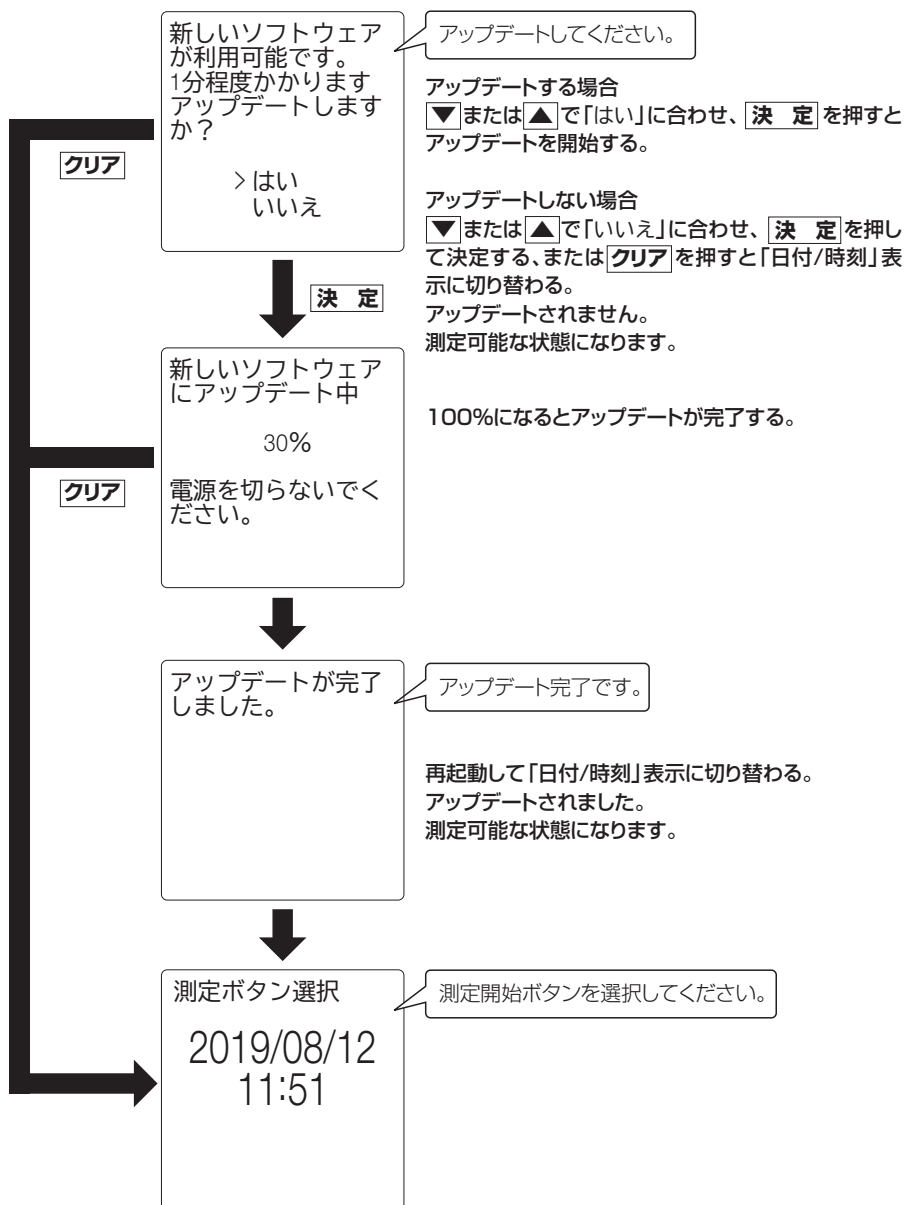 新しいソフトウェア
が利用可能です。
1分程度かかります
アップデートします
か？
>はい
いいえ
アップデートしてください。
アップデートする場合
▼または▲で「はい」に合わせ、決 定を押すと
アップデートを開始する。
アップデートしない場合
▼または▲で「いいえ」に合わせ、決 定を押し
て決定する、またはクリアを押すと「日付/時刻」表
示に切り替わる。
アップデートされません。
測定可能な状態になります。
クリア
決 定
新しいソフトウェア
にアップデート中
30%
電源を切らないでく
ださい。
100%になるとアップデートが完了する。
クリア
アップデートが完了
しました。
アップデート完了です。
再起動して「日付/時刻」表示に切り替わる。
アップデートされました。
測定可能な状態になります。
測定ボタン選択
2019/08/12
11:51
測定開始ボタンを選択してください。